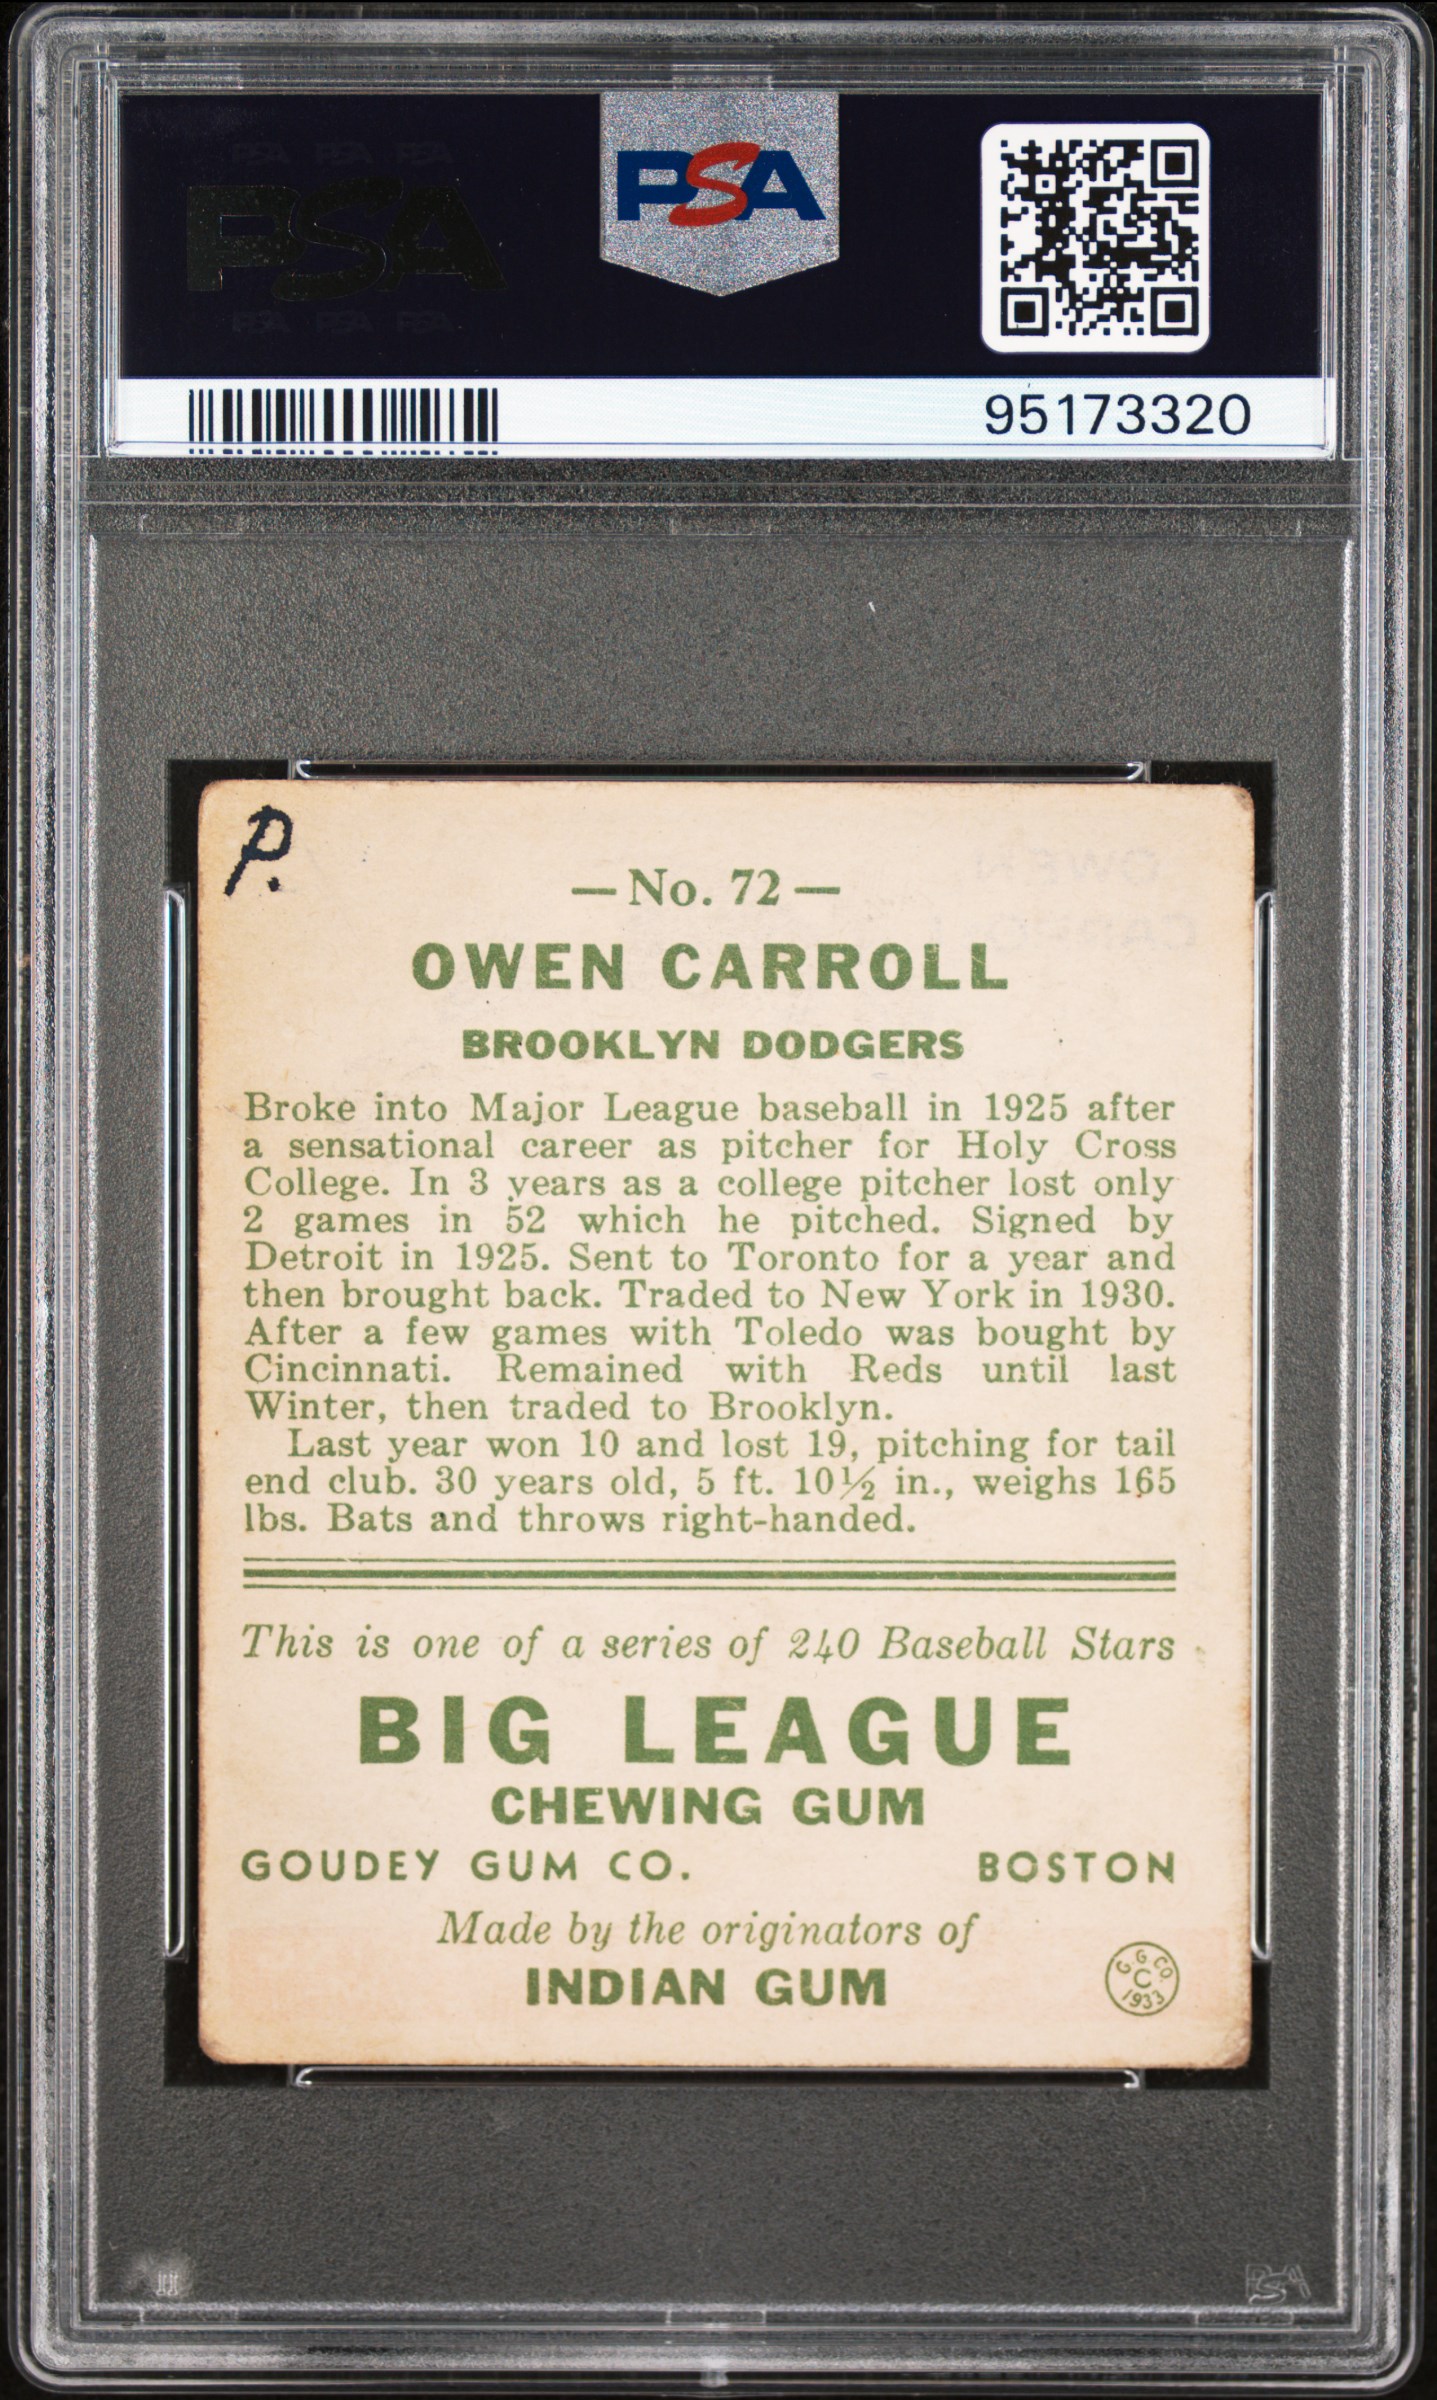 PSA PSA PSA
PSA
PSA PSA PSA
PSA
95173320
P.
—No. 72—
OWEN CARROLL
BROOKLYN DODGERS
Broke into Major League baseball in 1925 after
a sensational career as pitcher for Holy Cross
College. In 3 years as a college pitcher lost only
2 games in 52 which he pitched. Signed by
Detroit in 1925. Sent to Toronto for a year and
then brought back. Traded to New York in 1930.
After a few games with Toledo was bought by
Cincinnati. Remained with Reds until last
Winter, then traded to Brooklyn.
Last year won 10 and lost 19, pitching for tail
end club. 30 years old, 5 ft. 10½ in., weighs 165
lbs. Bats and throws right-handed.
This is one of a series of 240 Baseball Stars
BIG LEAGUE
CHEWING GUM
GOUDEY GUM CO. BOSTON
Made by the originators of
INDIAN GUM
G. G. CO.
C
1933
PSA